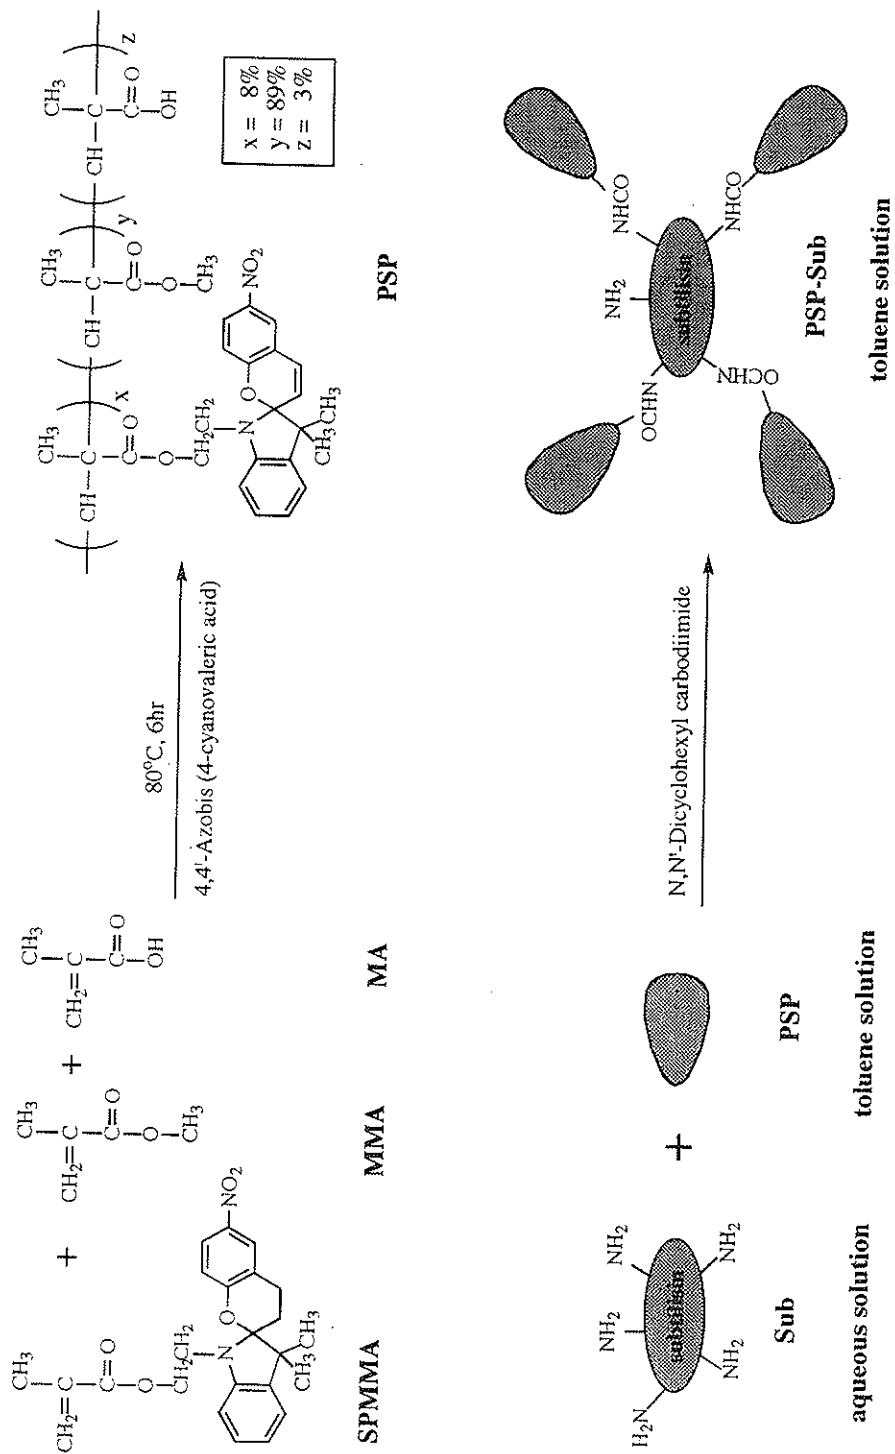 CH3
CH2=C
C=O
O
CH2CH2
N
O
NO2
CH3
CH3
SPMMA
+
CH3
CH2=C
C=O
O
CH3
MMA
+
CH3
CH2=C
C=O
OH
MA
80°C, 6hr
4,4'-Azobis (4-cyanovaleric acid)
CH3
CH
C
x
C=O
O
CH2CH2
N
O
NO2
CH3
CH3
CH3
CH
C
y
C=O
O
CH3
CH3
CH
C
z
C=O
OH
x = 8%
y = 89%
z = 3%
PSP
H2N
NH2
NH2
NH2
NH2
subtilisin
Sub
aqueous solution
+
PSP
toluene solution
N,N'-Dicyclohexyl carbodiimide
OCHN
NH2
NHCO
subtilisin
OCHN
NHCO
PSP-Sub
toluene solution